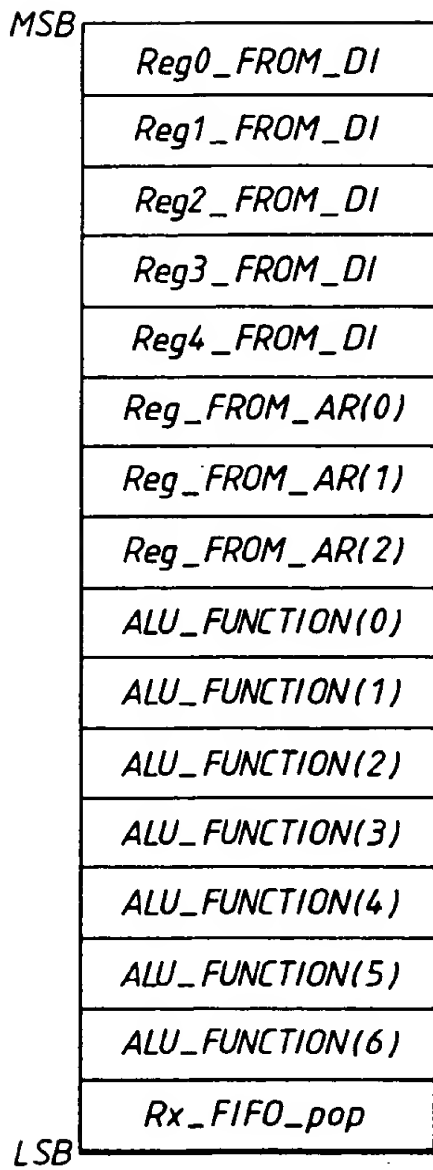 MSB
Reg0_FROM_DI
Reg1_FROM_DI
Reg2_FROM_DI
Reg3_FROM_DI
Reg4_FROM_DI
Reg_FROM_AR(0)
Reg_FROM_AR(1)
Reg_FROM_AR(2)
ALU_FUNCTION(0)
ALU_FUNCTION(1)
ALU_FUNCTION(2)
ALU_FUNCTION(3)
ALU_FUNCTION(4)
ALU_FUNCTION(5)
ALU_FUNCTION(6)
Rx_FIFO_pop
LSB